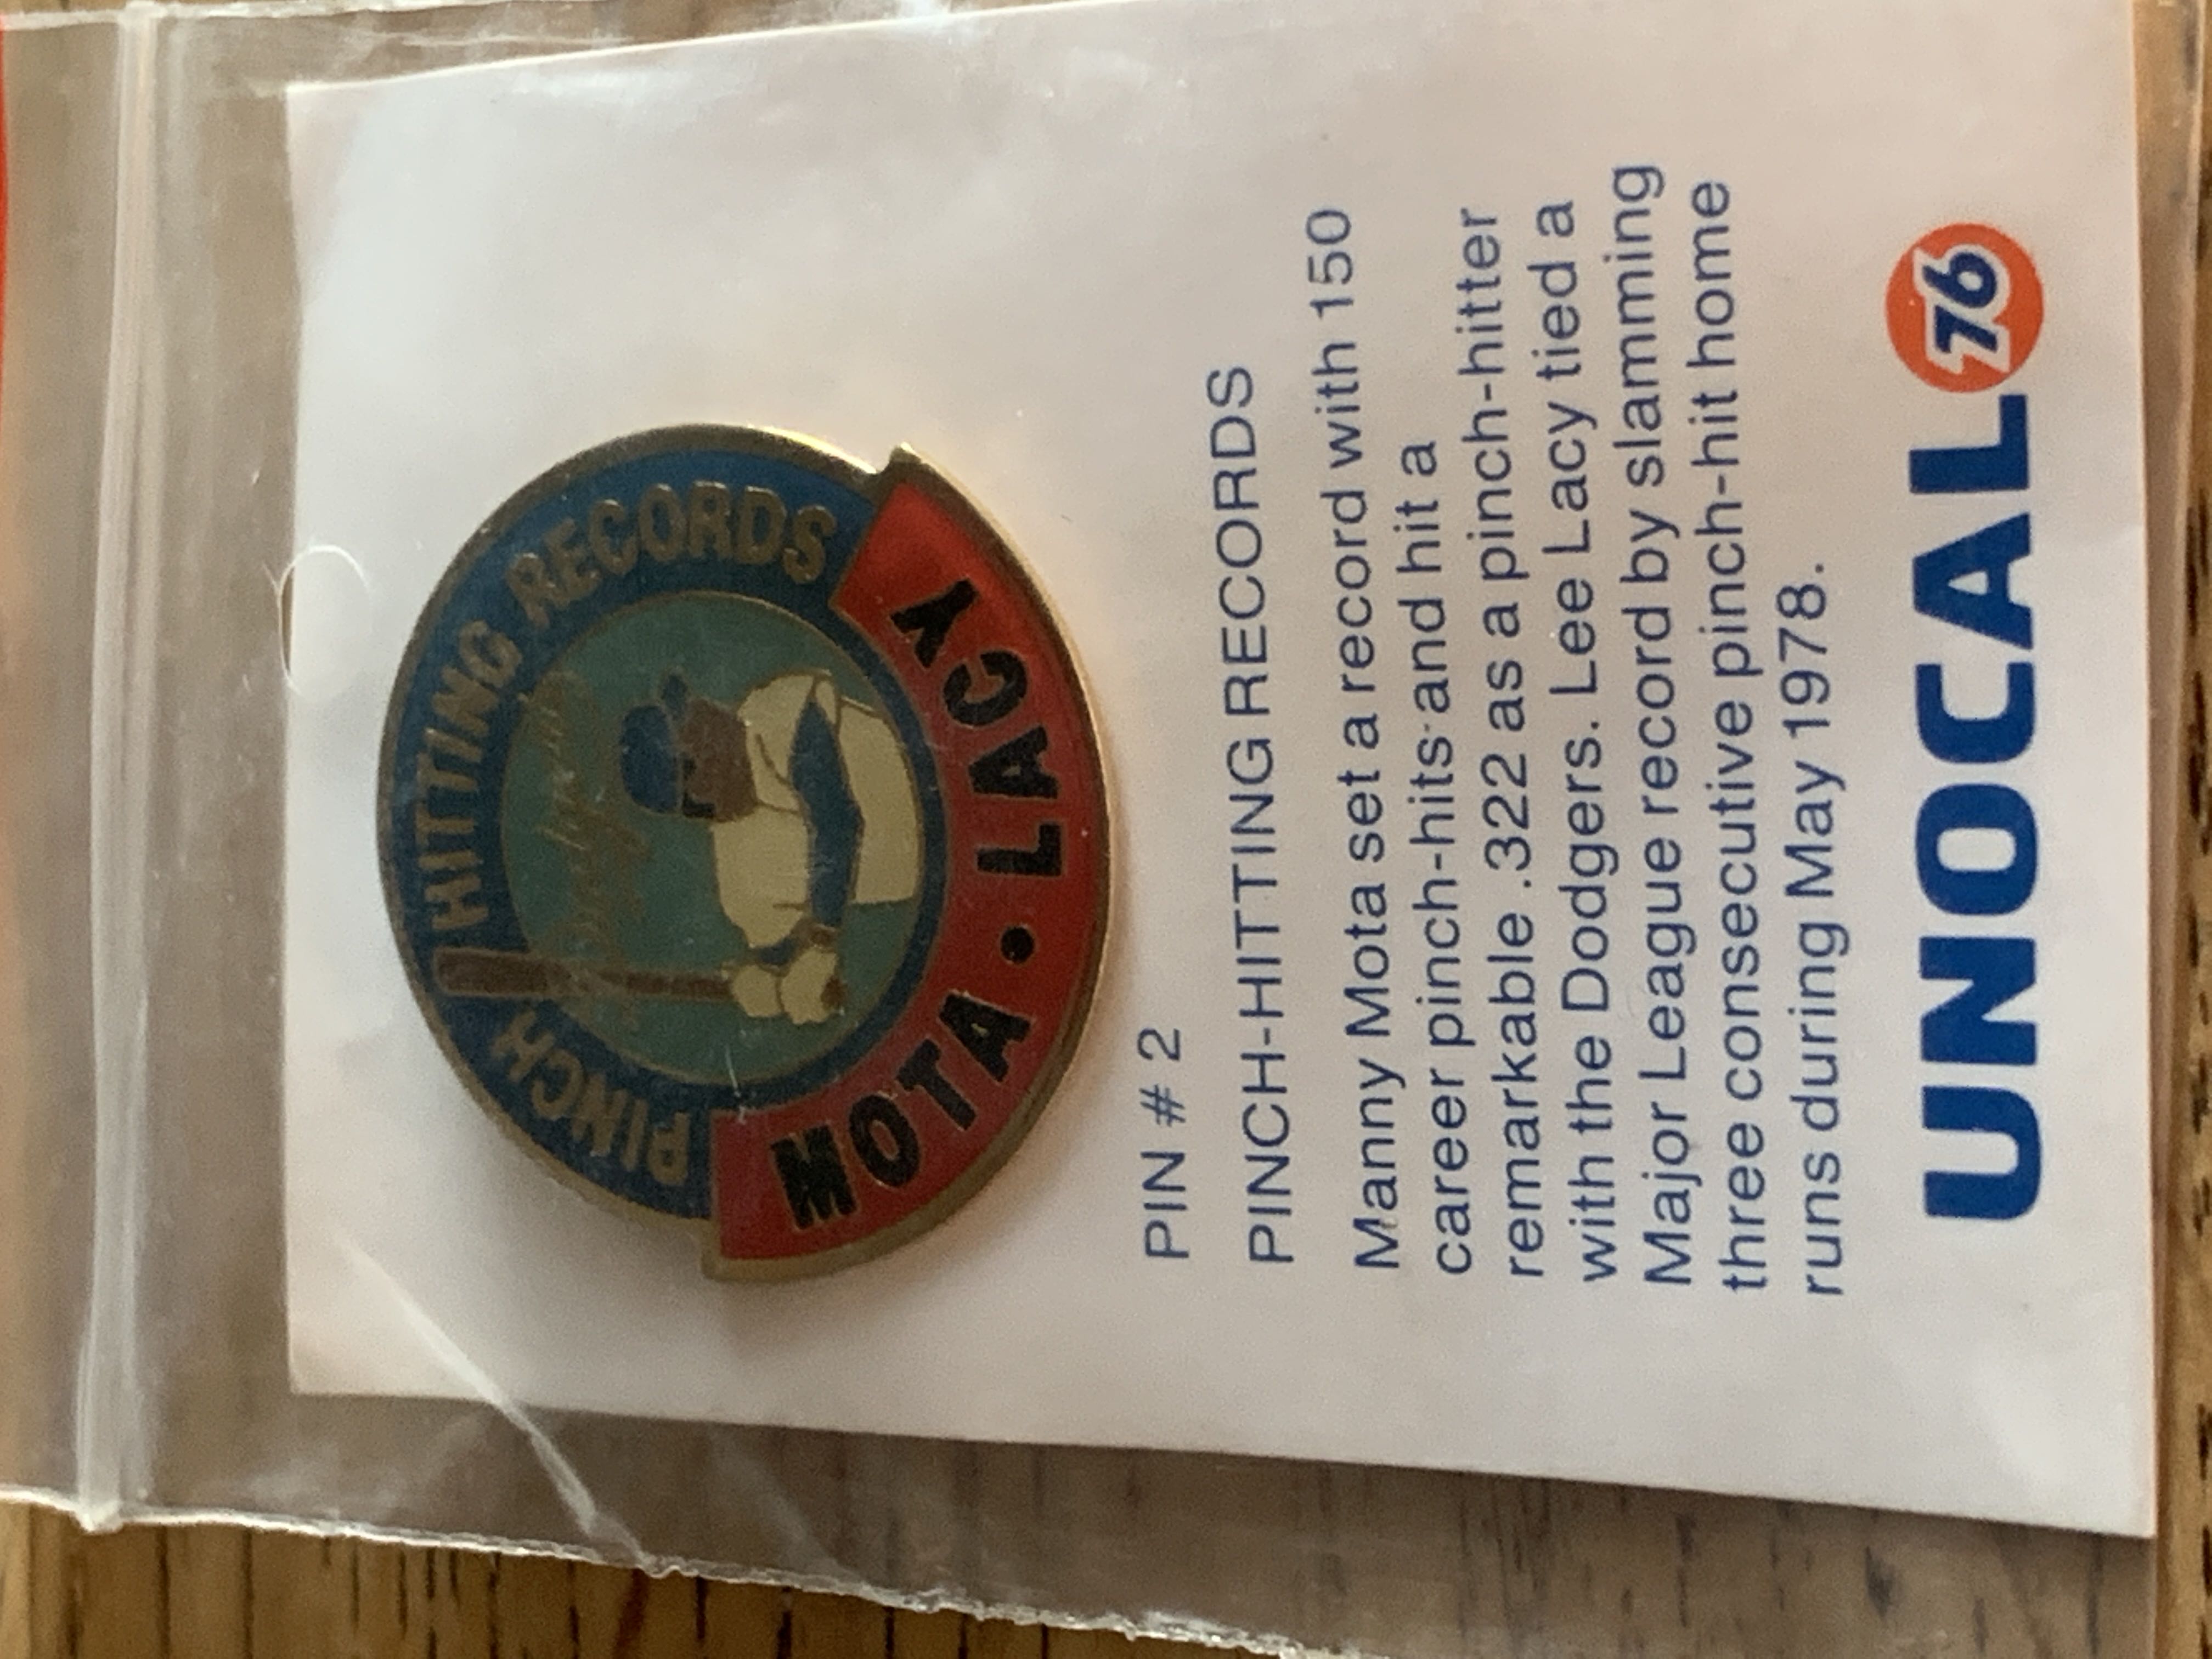 PINCH HITTING RECORDS
Dodgers
MOTA • LACY
PIN # 2
PINCH-HITTING RECORDS
Manny Mota set a record with 150
career pinch-hits and hit a
remarkable .322 as a pinch-hitter
with the Dodgers. Lee Lacy tied a
Major League record by slamming
three consecutive pinch-hit home
runs during May 1978.
UNOCAL 76